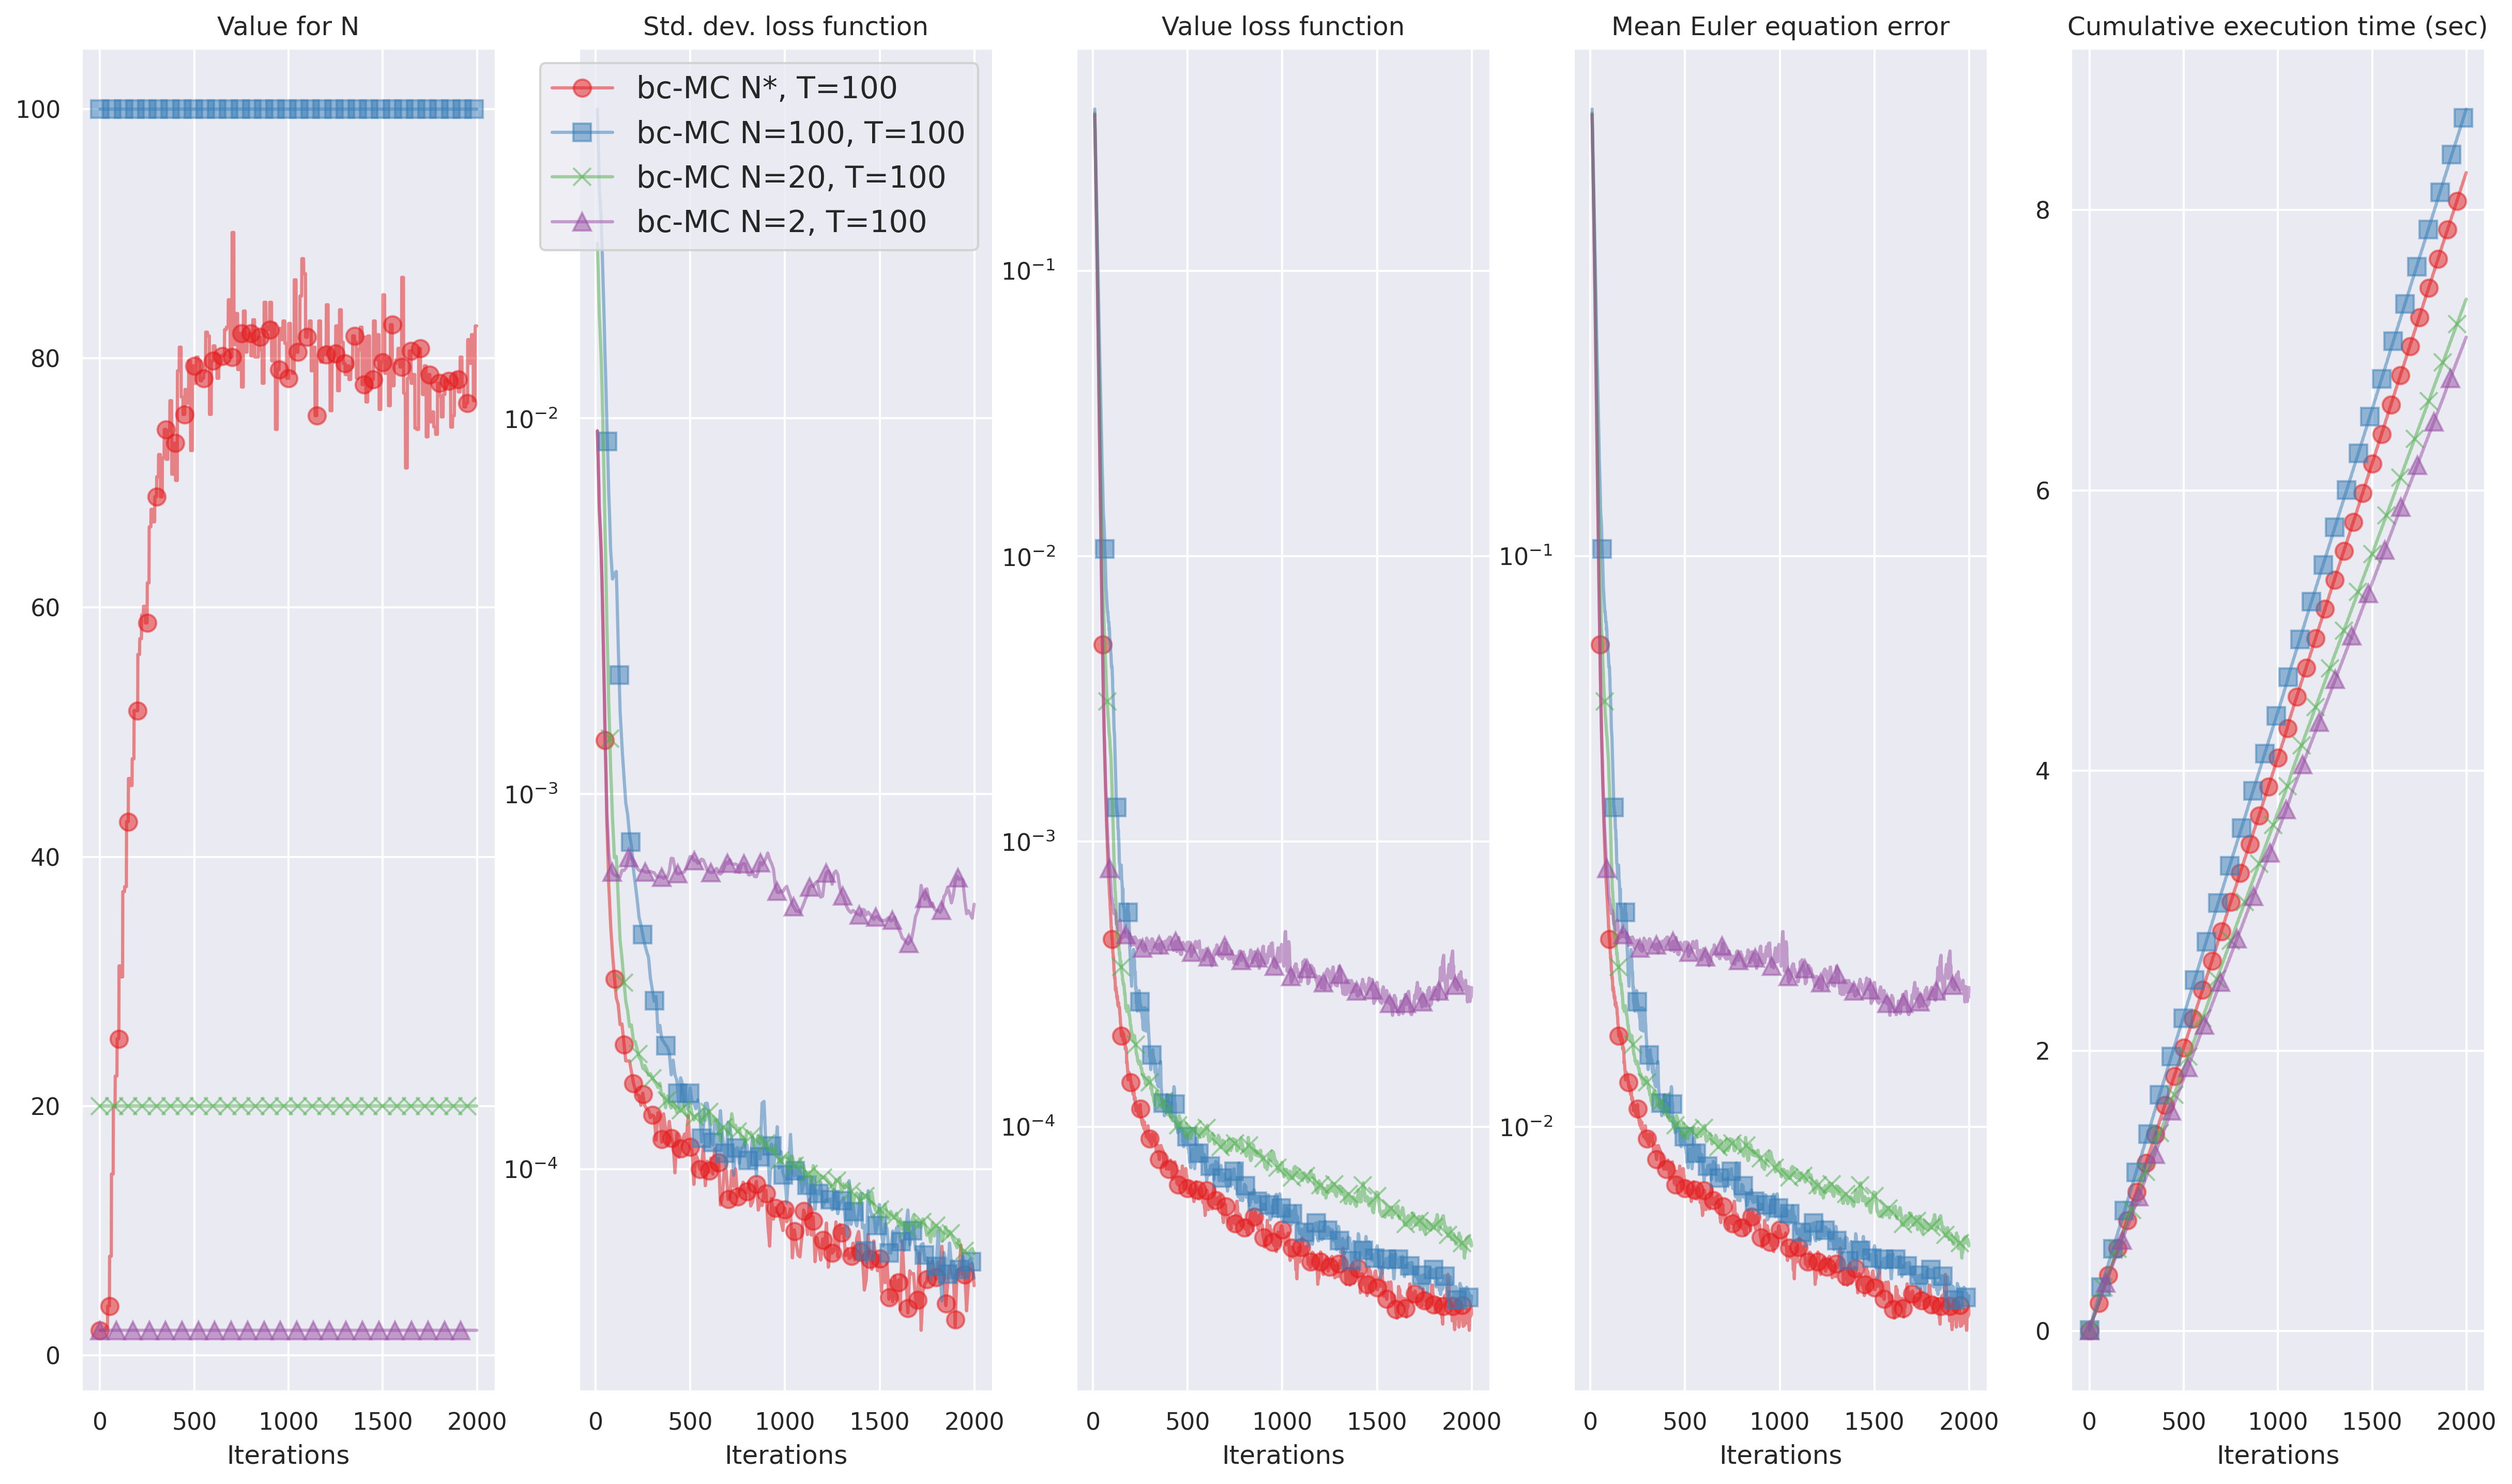 Value for N
Std. dev. loss function
Value loss function
Mean Euler equation error
Cumulative execution time (sec)
bc-MC N*, T=100
bc-MC N=100, T=100
bc-MC N=20, T=100
bc-MC N=2, T=100
100
80
60
40
20
0
10⁻²
10⁻³
10⁻⁴
10⁻¹
10⁻²
10⁻³
10⁻⁴
10⁻¹
10⁻²
8
6
4
2
0
0 500 1000 1500 2000
0 500 1000 1500 2000
0 500 1000 1500 2000
0 500 1000 1500 2000
0 500 1000 1500 2000
Iterations
Iterations
Iterations
Iterations
Iterations